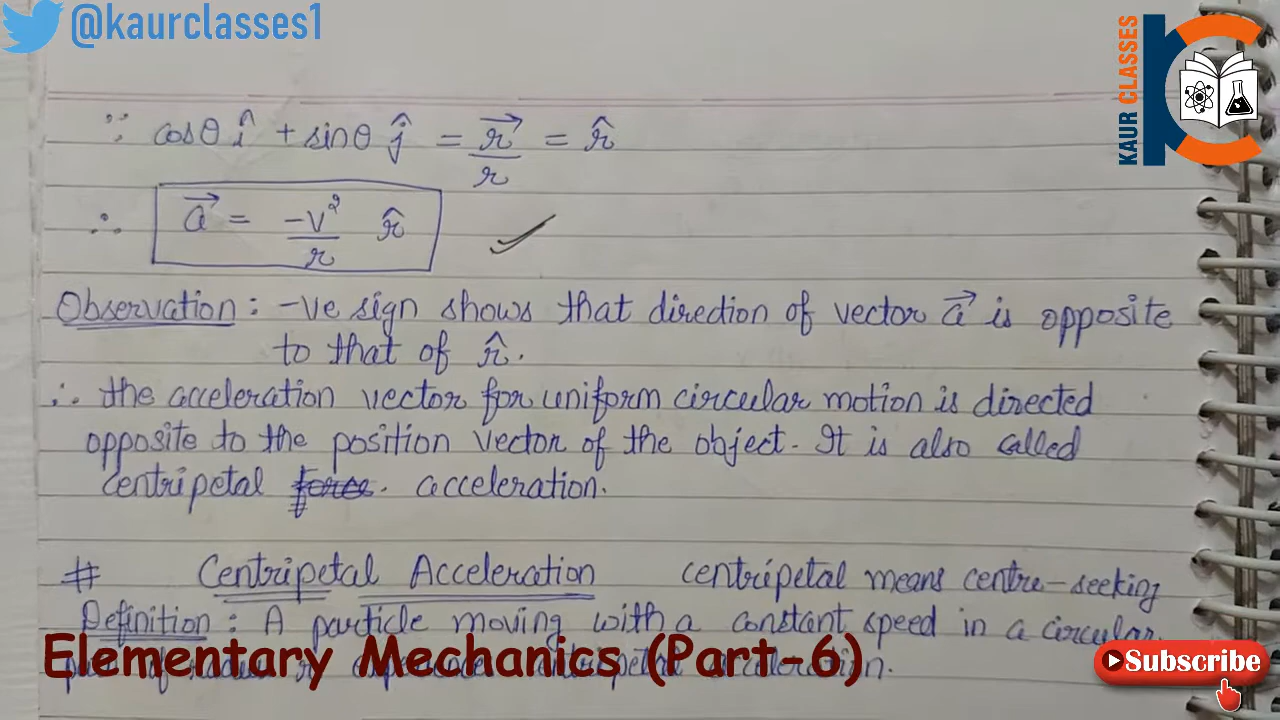 @kaurclasses1
KAUR CLASSES
∵ cosθ î + sinθ ĵ = r⃗/r = r̂
∴ a⃗ = -v²/r r̂
Observation: -ve sign shows that direction of vector a⃗ is opposite
to that of r̂.
∴ the acceleration vector for uniform circular motion is directed
opposite to the position vector of the object. It is also called
centripetal force. acceleration.
# Centripetal Acceleration centripetal means centre-seeking
Definition: A particle moving with a constant speed in a circular
Elementary Mechanics (Part-6)
Subscribe